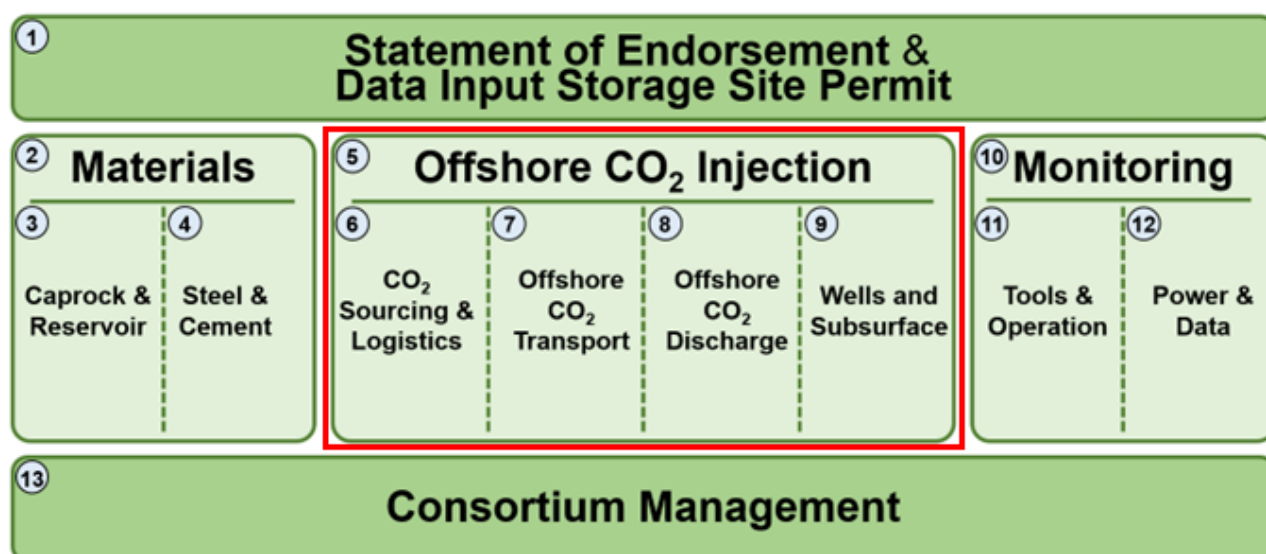 1
Statement of Endorsement &
Data Input Storage Site Permit
2
Materials
3
Caprock &
Reservoir
4
Steel &
Cement
5
Offshore CO₂ Injection
6
CO₂
Sourcing &
Logistics
7
Offshore
CO₂
Transport
8
Offshore
CO₂
Discharge
9
Wells and
Subsurface
10
Monitoring
11
Tools &
Operation
12
Power &
Data
13
Consortium Management